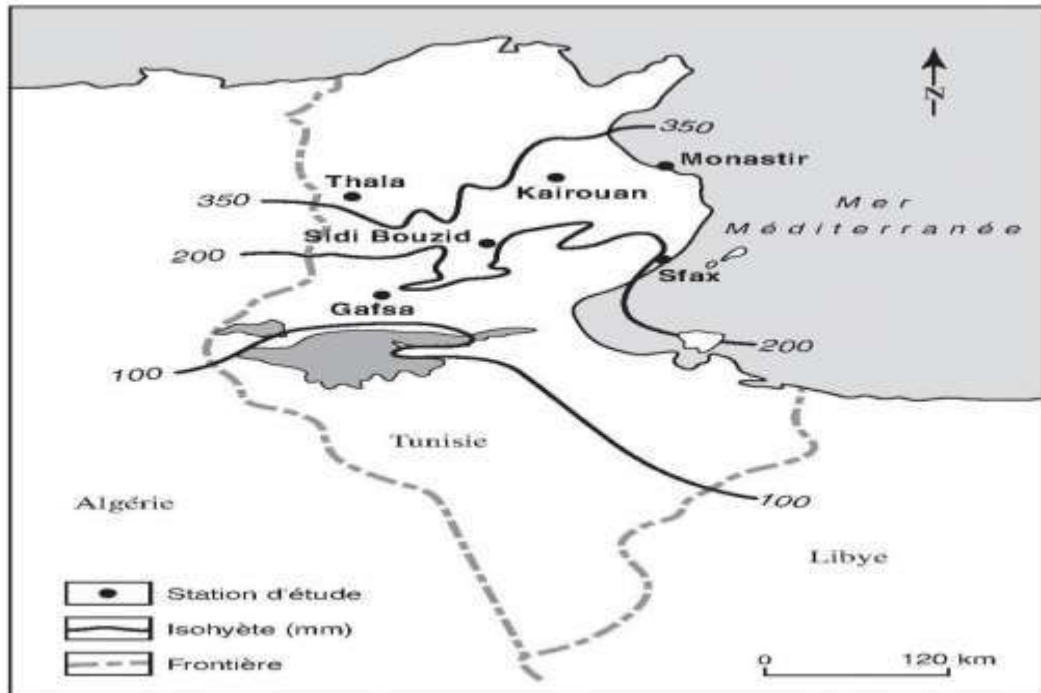 N
350
Monastir
Thala
Kairouan
350
Mer
Méditerranée
Sidi Bouzid
200
Sfax
Gafsa
200
100
Tunisie
Algérie
100
Libye
Station d'étude
Isohyète (mm)
Frontière
0 120 km